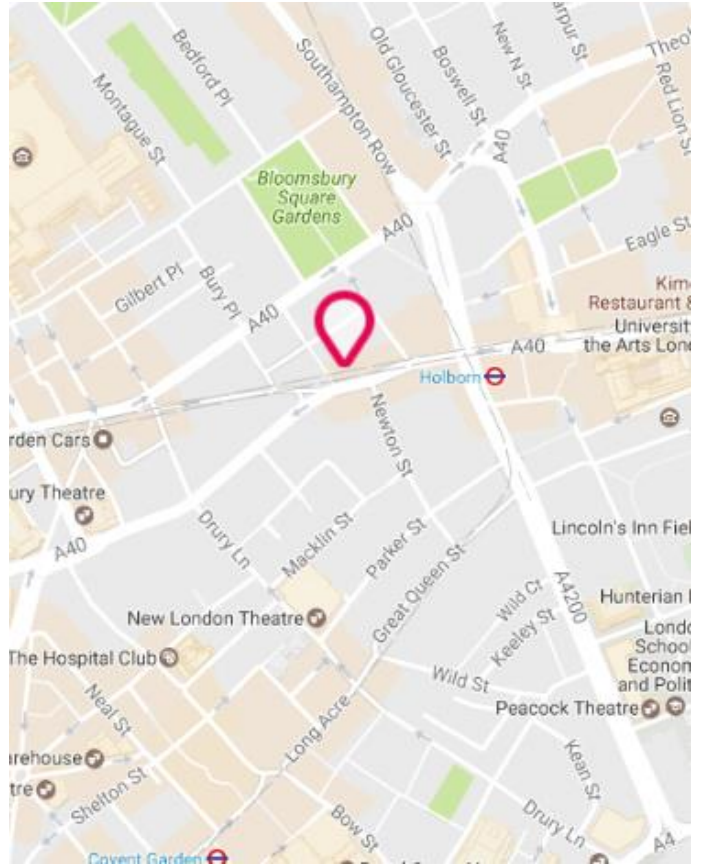 Bedford Pl
Southampton Row
Old Gloucester St
Boswell St
New N St
arpur St
Theo
Red Lion St
Montague St
A40
Bloomsbury
Square
Gardens
A40
Eagle St
Gilbert Pl
Bury Pl
A40
Kim
Restaurant &
Universit
the Arts Lon
A40
Holborn
Newton St
rden Cars
ury Theatre
A40
Drury Ln
Macklin St
Parker St
Great Queen St
Lincoln's Inn Fiel
A4200
Wild Ct
Keeley St
Hunterian
New London Theatre
The Hospital Club
Londo
School
Econom
and Polit
Wild St
Peacock Theatre
Neal St
Long Acre
Kean St
arehouse
tre
Shelton St
Bow St
Drury Ln
A4
Covent Garden